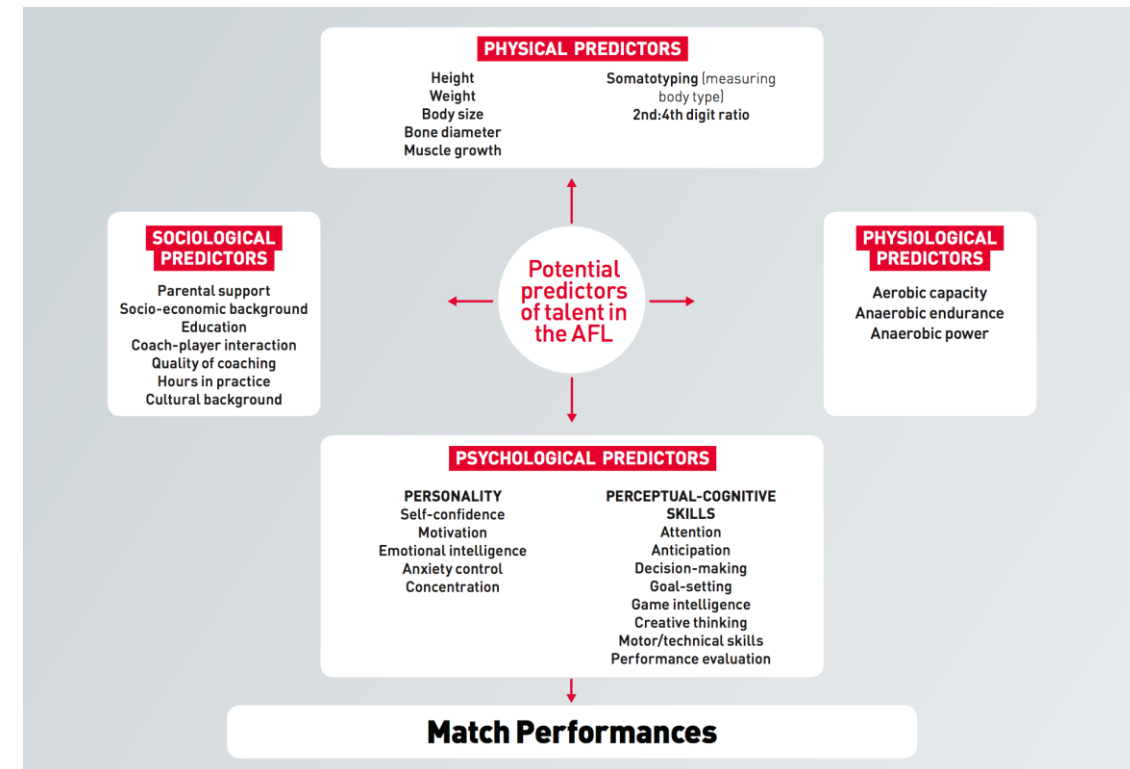 PHYSICAL PREDICTORS
Height
Weight
Body size
Bone diameter
Muscle growth
Somatotyping (measuring
body type)
2nd:4th digit ratio
SOCIOLOGICAL
PREDICTORS
Parental support
Socio-economic background
Education
Coach-player interaction
Quality of coaching
Hours in practice
Cultural background
Potential
predictors
of talent in
the AFL
PHYSIOLOGICAL
PREDICTORS
Aerobic capacity
Anaerobic endurance
Anaerobic power
PSYCHOLOGICAL PREDICTORS
PERSONALITY
Self-confidence
Motivation
Emotional intelligence
Anxiety control
Concentration
PERCEPTUAL-COGNITIVE
SKILLS
Attention
Anticipation
Decision-making
Goal-setting
Game intelligence
Creative thinking
Motor/technical skills
Performance evaluation
Match Performances